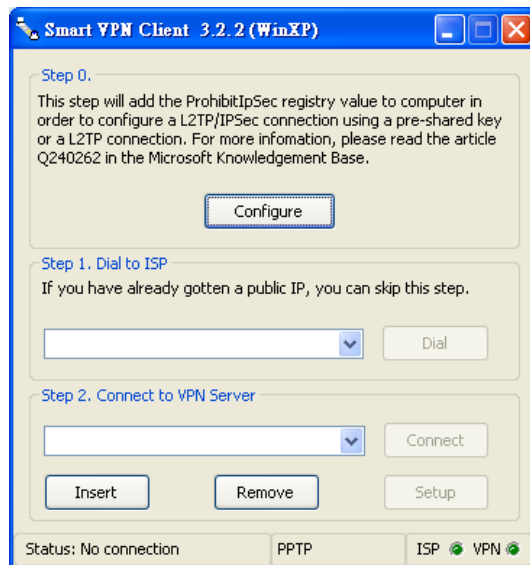 Smart VPN Client 3.2.2 (WinXP)
Step 0.
This step will add the ProhibitIpSec registry value to computer in
order to configure a L2TP/IPSec connection using a pre-shared key
or a L2TP connection. For more infomation, please read the article
Q240262 in the Microsoft Knowledgement Base.
Configure
Step 1. Dial to ISP
If you have already gotten a public IP, you can skip this step.
Dial
Step 2. Connect to VPN Server
Connect
Insert Remove Setup
Status: No connection PPTP ISP VPN